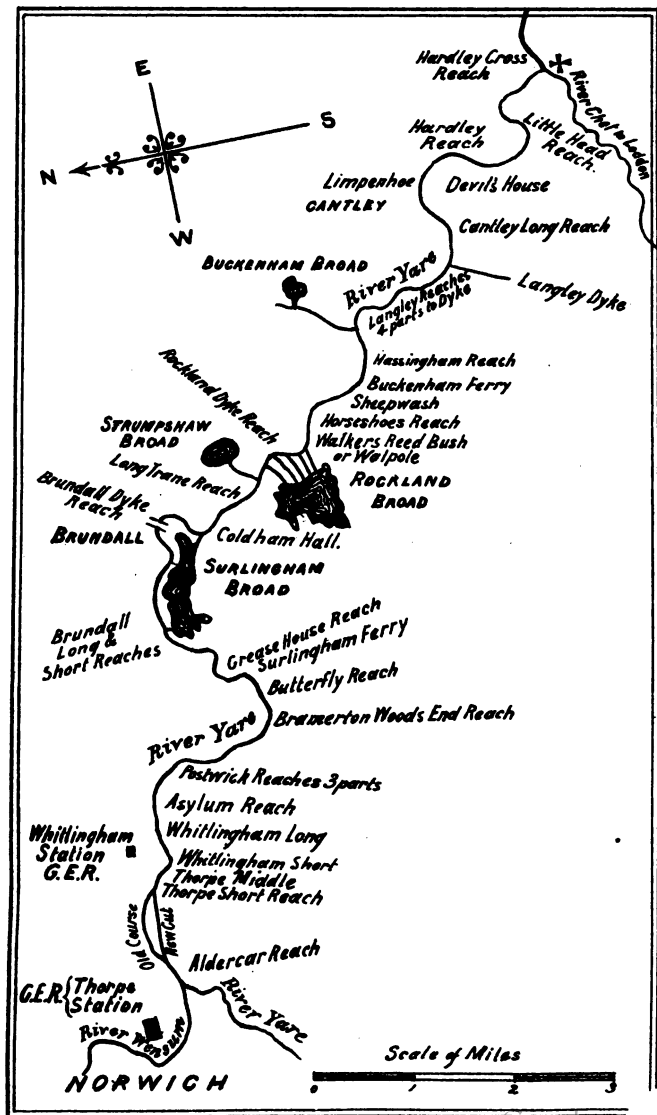 Hardley Cross
Reach
River Chet to Loddon
E
S
N
W
Hardley
Reach
Little Head
Reach.
Limpenhoe
CANTLEY
Devil's House
Cantley Long Reach
BUCKENHAM BROAD
River Yare
Langley Reaches
4 parts to Dyke
Langley Dyke
Hassingham Reach
Buckenham Ferry
Sheepwash
Horseshoes Reach
Walkers Reed Bush
or Walpole
Rockland Dyke Reach
STRUMPSHAW
BROAD
Long Trane Reach
ROCKLAND
BROAD
Brundall Dyke
Reach
BRUNDALL
Coldham Hall.
SURLINGHAM
BROAD
Brundall
Long &
Short Reaches
Grease House Reach
Surlingham Ferry
Butterfly Reach
Bramerton Woods End Reach
River Yare
Postwick Reaches 3 parts
Asylum Reach
Whitlingham Long
Whitlingham
Station
G.E.R.
Whitlingham Short
Thorpe Middle
Thorpe Short Reach
Old Course
New Cut
Aldercar Reach
G.E.R. { Thorpe
Station
River Yare
River Wensum
NORWICH
Scale of Miles
0 1 2 3